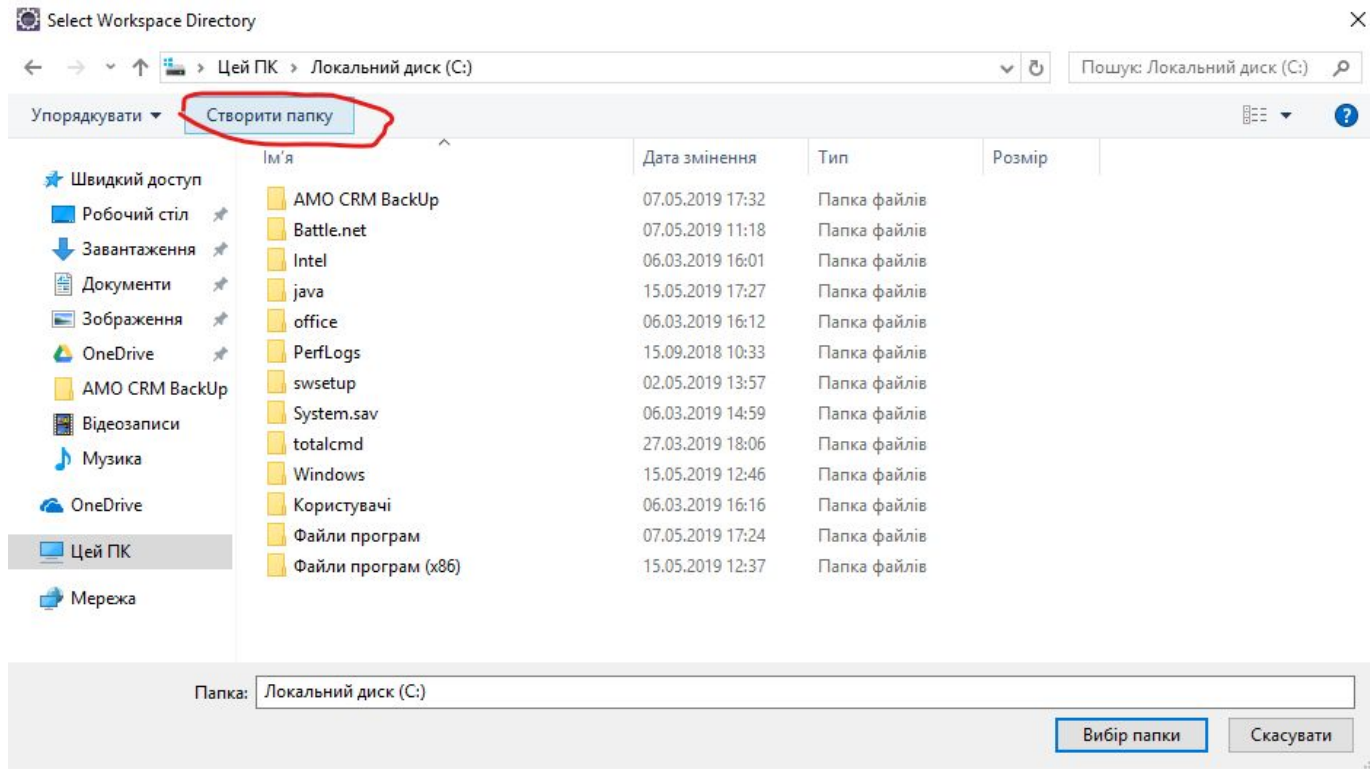 Select Workspace Directory
Цей ПК › Локальний диск (C:)
Пошук: Локальний диск (C:)
Упорядкувати
Створити папку
Ім'я Дата змінення Тип Розмір
Швидкий доступ
Робочий стіл
Завантаження
Документи
Зображення
OneDrive
AMO CRM BackUp
Відеозаписи
Музика
OneDrive
Цей ПК
Мережа
AMO CRM BackUp 07.05.2019 17:32 Папка файлів
Battle.net 07.05.2019 11:18 Папка файлів
Intel 06.03.2019 16:01 Папка файлів
java 15.05.2019 17:27 Папка файлів
office 06.03.2019 16:12 Папка файлів
PerfLogs 15.09.2018 10:33 Папка файлів
swsetup 02.05.2019 13:57 Папка файлів
System.sav 06.03.2019 14:59 Папка файлів
totalcmd 27.03.2019 18:06 Папка файлів
Windows 15.05.2019 12:46 Папка файлів
Користувачі 06.03.2019 16:16 Папка файлів
Файли програм 07.05.2019 17:24 Папка файлів
Файли програм (x86) 15.05.2019 12:37 Папка файлів
Папка: Локальний диск (C:)
Вибір папки
Скасувати